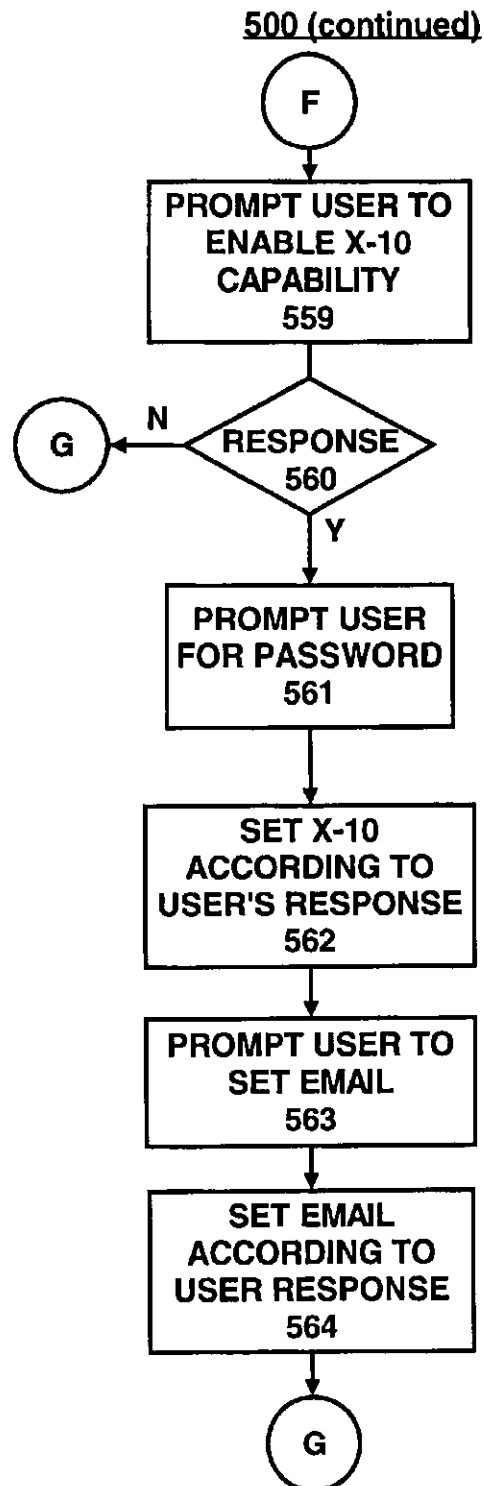 500 (continued)
F
PROMPT USER TO
ENABLE X-10
CAPABILITY
559
N
G
RESPONSE
560
Y
PROMPT USER
FOR PASSWORD
561
SET X-10
ACCORDING TO
USER'S RESPONSE
562
PROMPT USER TO
SET EMAIL
563
SET EMAIL
ACCORDING TO
USER RESPONSE
564
G